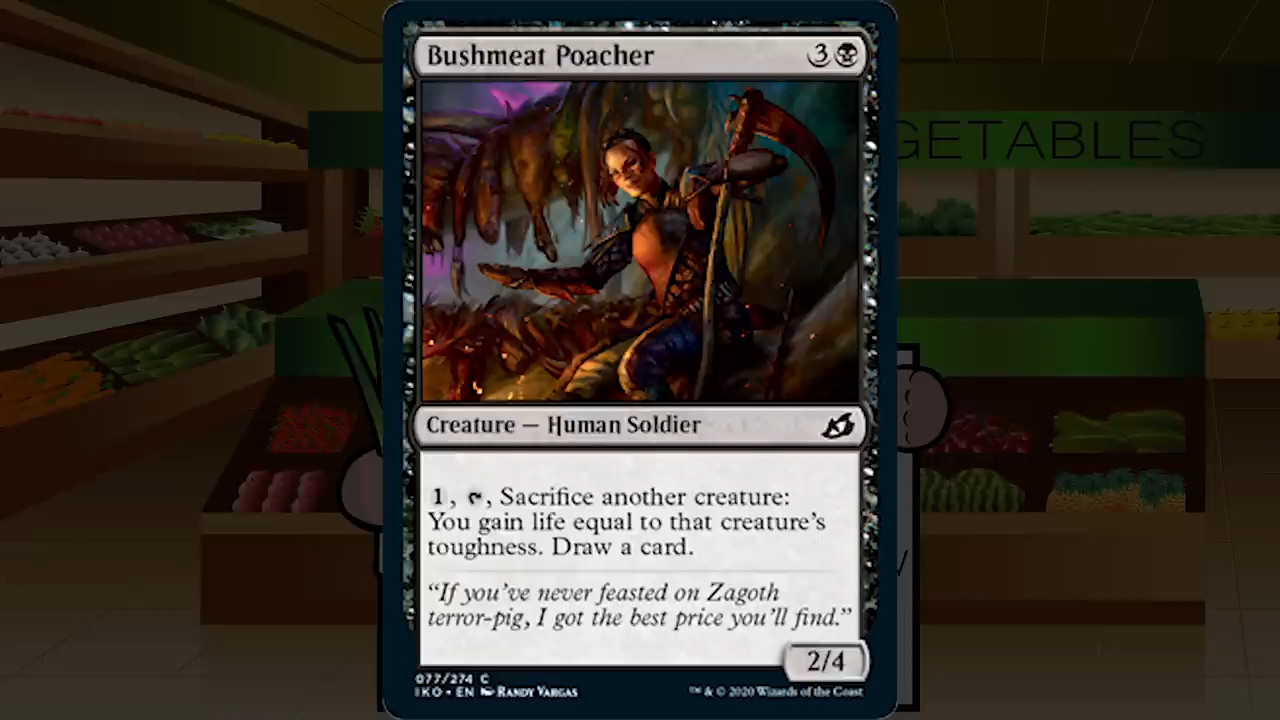 Bushmeat Poacher 3
GETABLES
Creature — Human Soldier
1, T, Sacrifice another creature:
You gain life equal to that creature's
toughness. Draw a card.
"If you've never feasted on Zagoth
terror-pig, I got the best price you'll find."
2/4
077/274 C
IKO • EN Randy Vargas
™ & © 2020 Wizards of the Coast